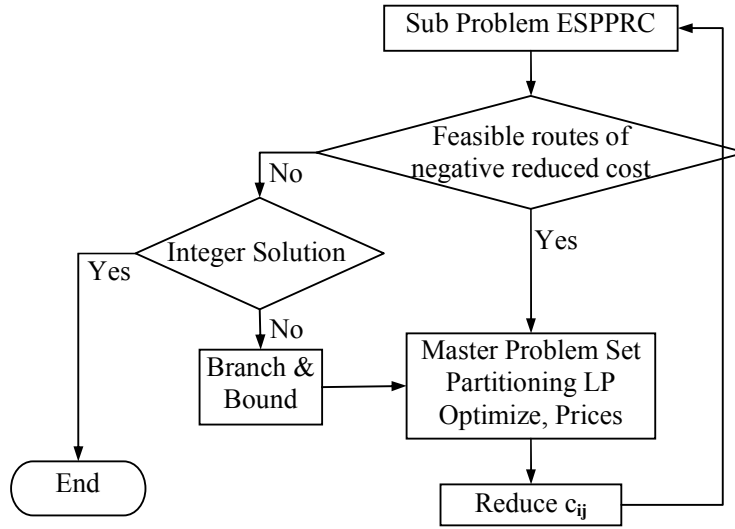 Sub Problem ESPPRC
Feasible routes of
negative reduced cost
No
Yes
Integer Solution
Yes
No
Branch &
Bound
Master Problem Set
Partitioning LP
Optimize, Prices
End
Reduce cij